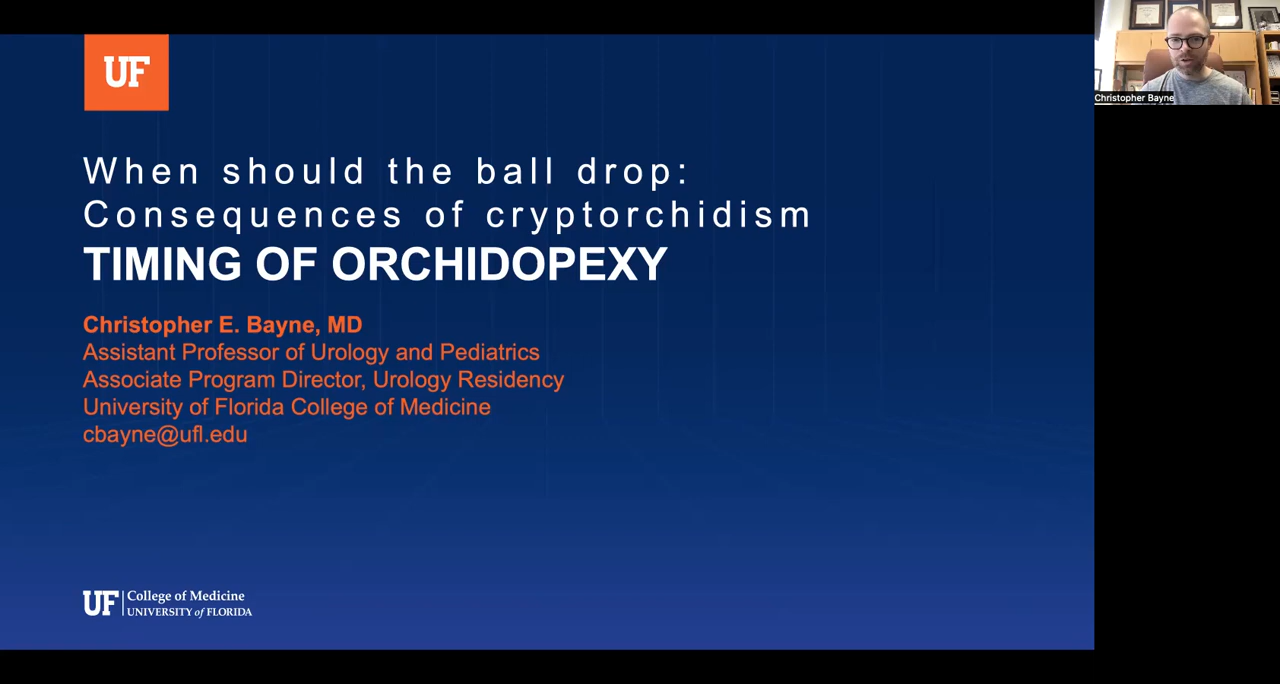 UF
When should the ball drop:
Consequences of cryptorchidism
TIMING OF ORCHIDOPEXY
Christopher E. Bayne, MD
Assistant Professor of Urology and Pediatrics
Associate Program Director, Urology Residency
University of Florida College of Medicine
cbayne@ufl.edu
UF College of Medicine
UNIVERSITY of FLORIDA
Christopher Bayne